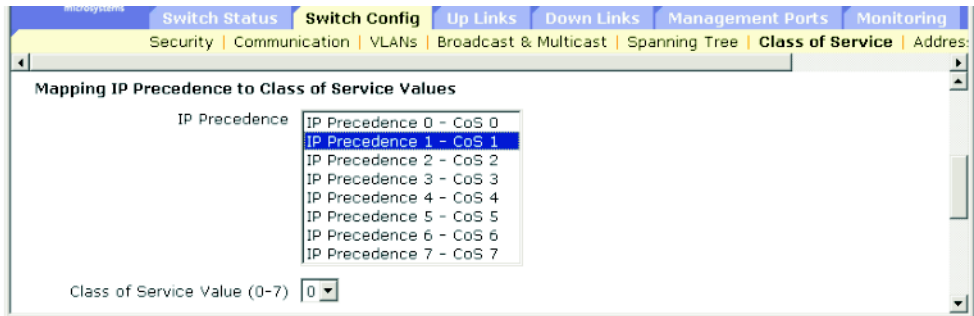 microsystems
Switch Status Switch Config Up Links Down Links Management Ports Monitoring
Security | Communication | VLANs | Broadcast & Multicast | Spanning Tree | Class of Service | Addres
Mapping IP Precedence to Class of Service Values
IP Precedence
IP Precedence 0 - CoS 0
IP Precedence 1 - CoS 1
IP Precedence 2 - CoS 2
IP Precedence 3 - CoS 3
IP Precedence 4 - CoS 4
IP Precedence 5 - CoS 5
IP Precedence 6 - CoS 6
IP Precedence 7 - CoS 7
Class of Service Value (0-7) 0